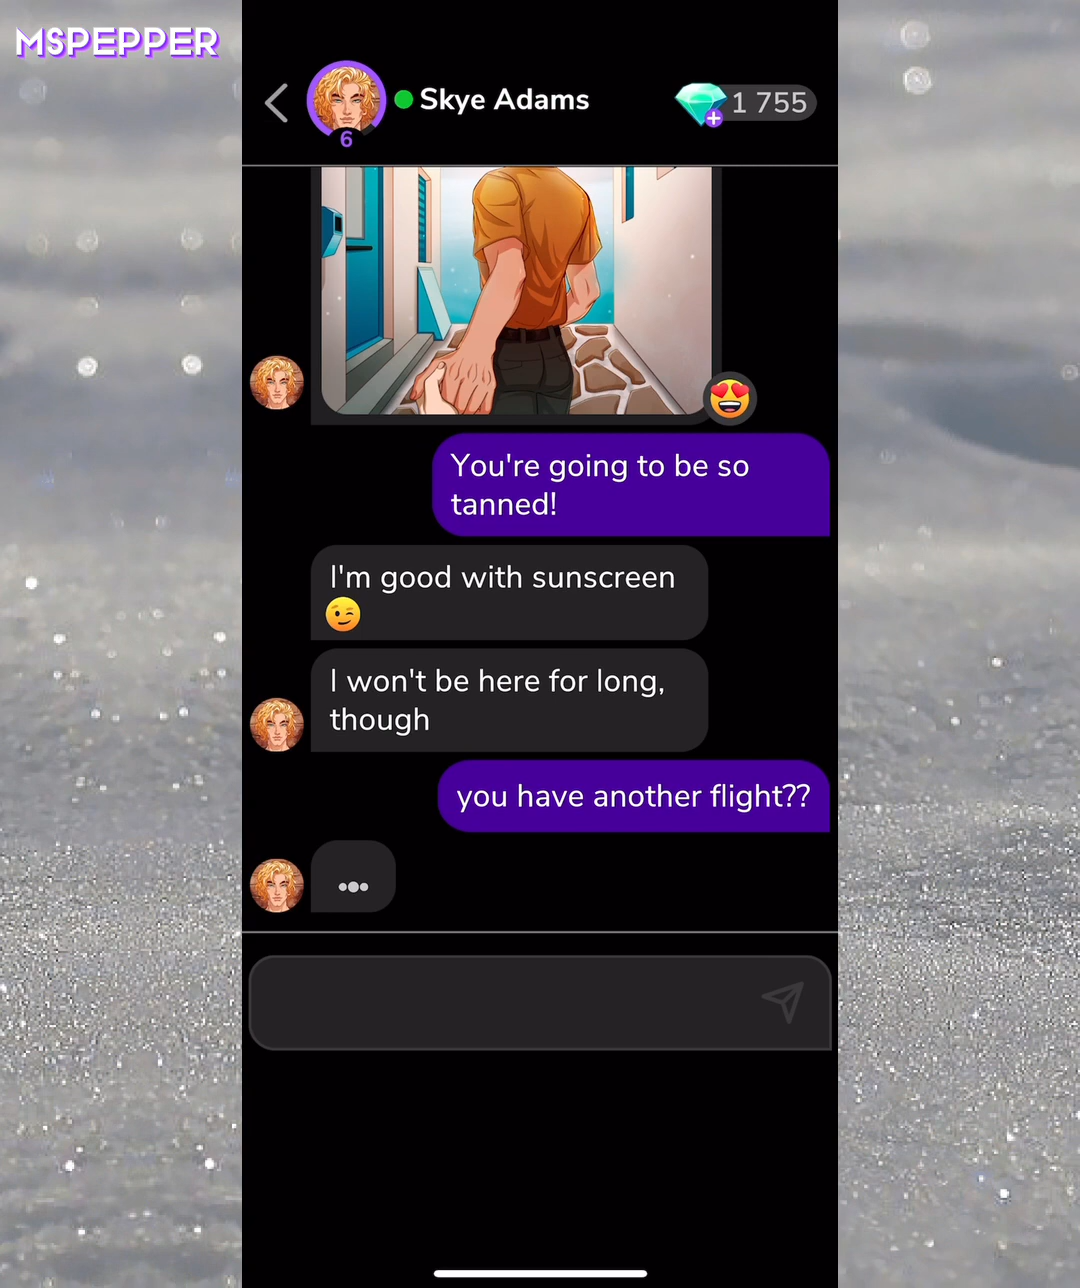 MSPEPPER
Skye Adams
1 755
6
You're going to be so
tanned!
I'm good with sunscreen
😉
I won't be here for long,
though
you have another flight??